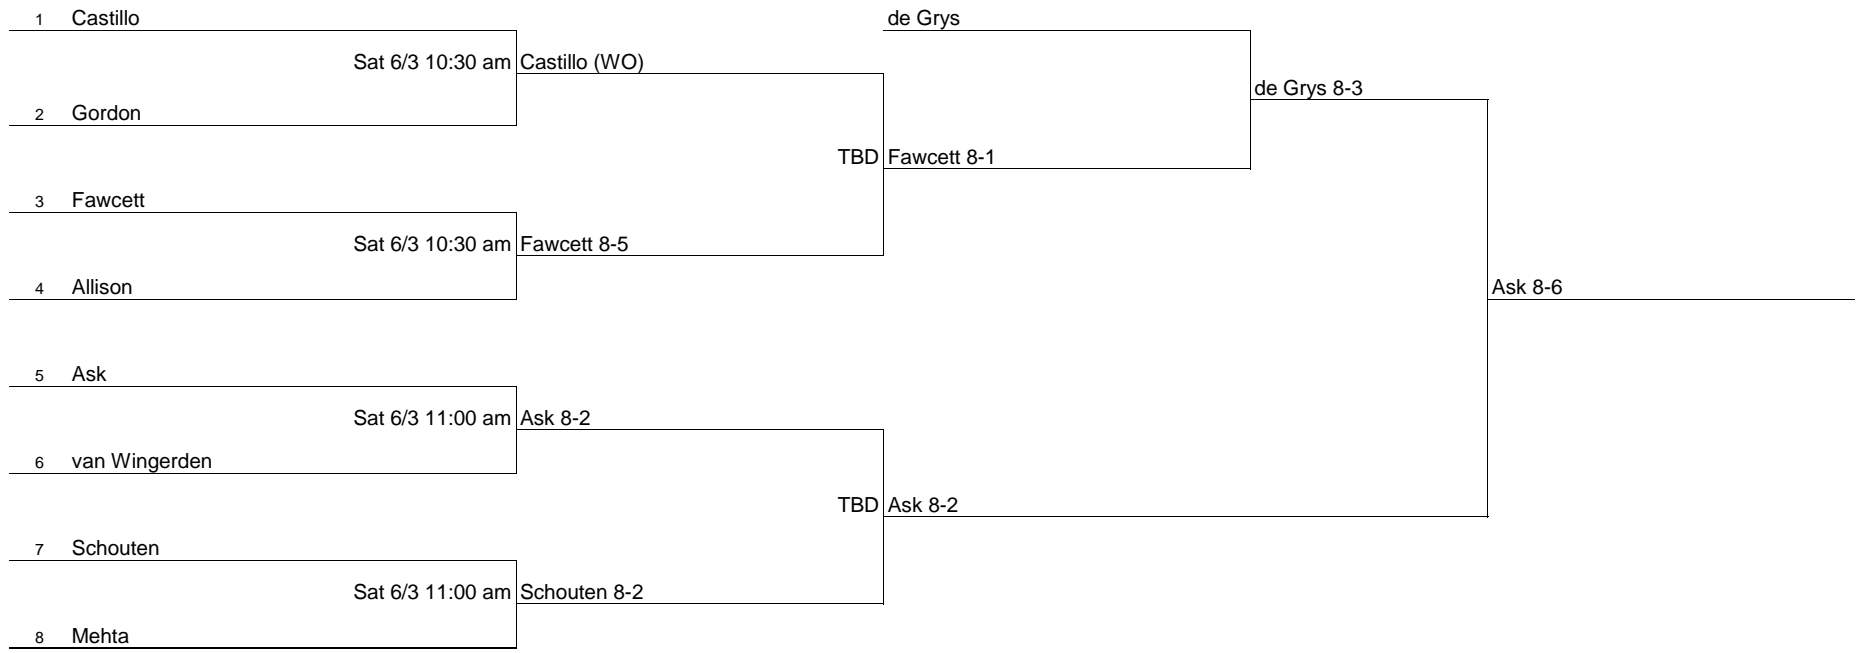 1 Castillo
de Grys
Sat 6/3 10:30 am Castillo (WO)
de Grys 8-3
2 Gordon
TBD Fawcett 8-1
3 Fawcett
Sat 6/3 10:30 am Fawcett 8-5
4 Allison
Ask 8-6
5 Ask
Sat 6/3 11:00 am Ask 8-2
6 van Wingerden
TBD Ask 8-2
7 Schouten
Sat 6/3 11:00 am Schouten 8-2
8 Mehta